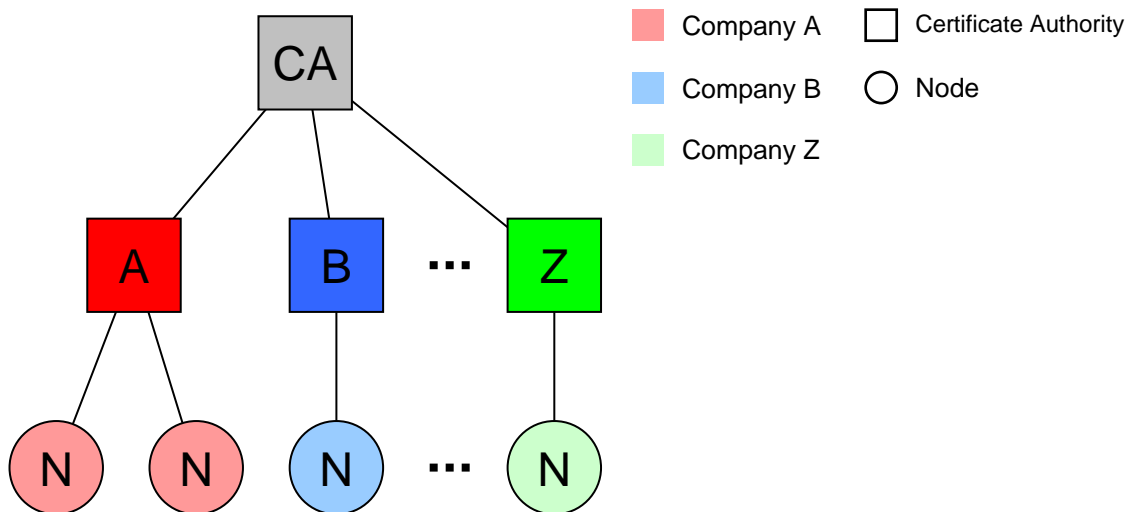 CA
A
B
...
Z
N
N
N
...
N
Company A
Company B
Company Z
Certificate Authority
Node